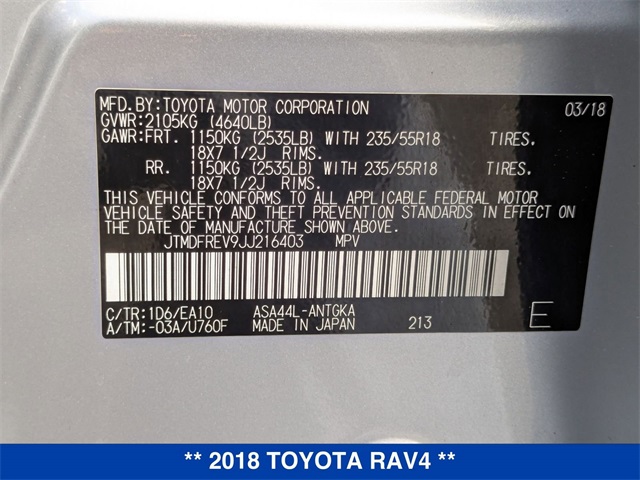 MFD.BY:TOYOTA MOTOR CORPORATION 03/18
GVWR:2105KG (4640LB)
GAWR:FRT. 1150KG (2535LB) WITH 235/55R18 TIRES.
18X7 1/2J RIMS.
RR. 1150KG (2535LB) WITH 235/55R18 TIRES.
18X7 1/2J RIMS.
THIS VEHICLE CONFORMS TO ALL APPLICABLE FEDERAL MOTOR
VEHICLE SAFETY AND THEFT PREVENTION STANDARDS IN EFFECT ON
THE DATE OF MANUFACTURE SHOWN ABOVE.
JTMDFREV9JJ216403 MPV
C/TR:1D6/EA10 ASA44L-ANTGKA
A/TM:-03A/U760F MADE IN JAPAN 213 E
** 2018 TOYOTA RAV4 **